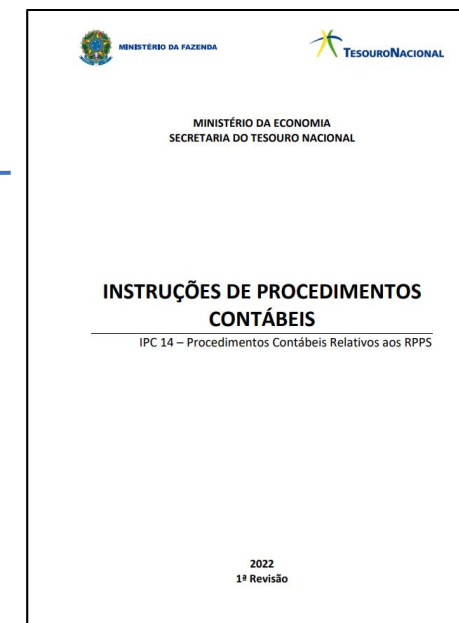 MINISTÉRIO DA FAZENDA
TESOURONACIONAL
MINISTÉRIO DA ECONOMIA
SECRETARIA DO TESOURO NACIONAL
INSTRUÇÕES DE PROCEDIMENTOS
CONTÁBEIS
IPC 14 – Procedimentos Contábeis Relativos aos RPPS
2022
1ª Revisão